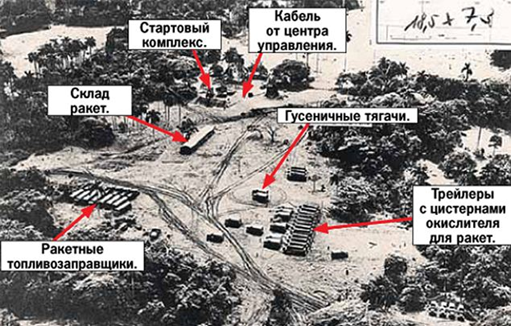 18,5 x 7,3
Стартовый
комплекс.
Кабель
от центра
управления.
Склад
ракет.
Гусеничные тягачи.
Трейлеры
с цистернами
окислителя
для ракет.
Ракетные
топливозаправщики.